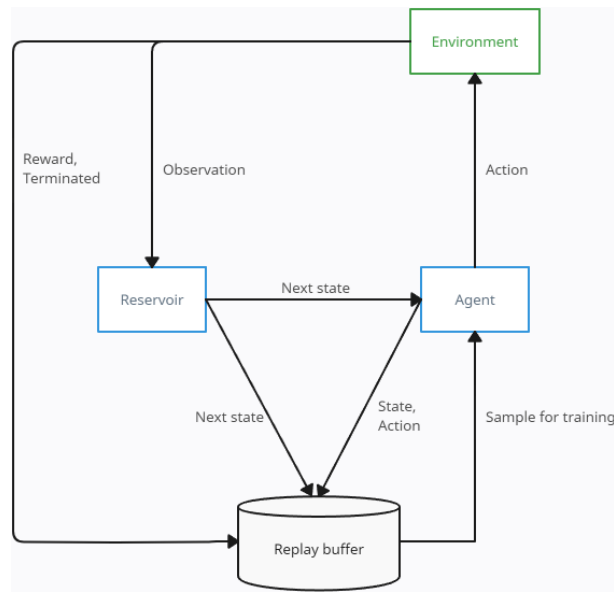 Environment
Reward,
Terminated
Observation
Action
Reservoir
Next state
Agent
Next state
State,
Action
Sample for training
Replay buffer